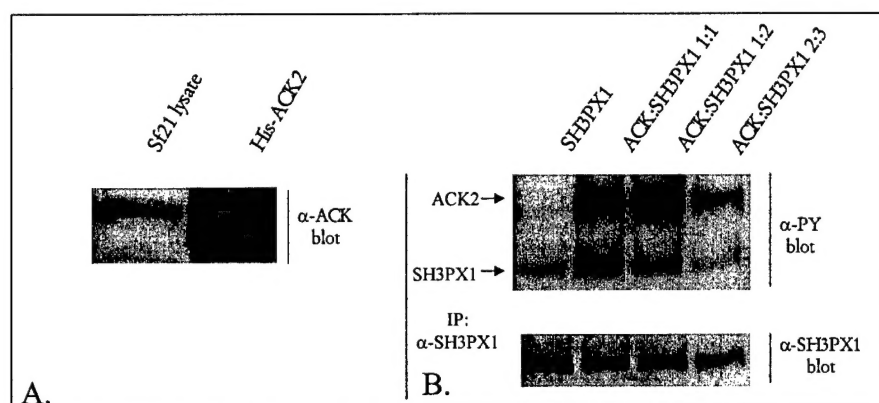 Sf21 lysate
His-ACK2
α-ACK
blot
A.
SH3PX1
ACK:SH3PX1 1:1
ACK:SH3PX1 1:2
ACK:SH3PX1 2:3
ACK2
SH3PX1
α-PY
blot
IP:
α-SH3PX1
α-SH3PX1
blot
B.